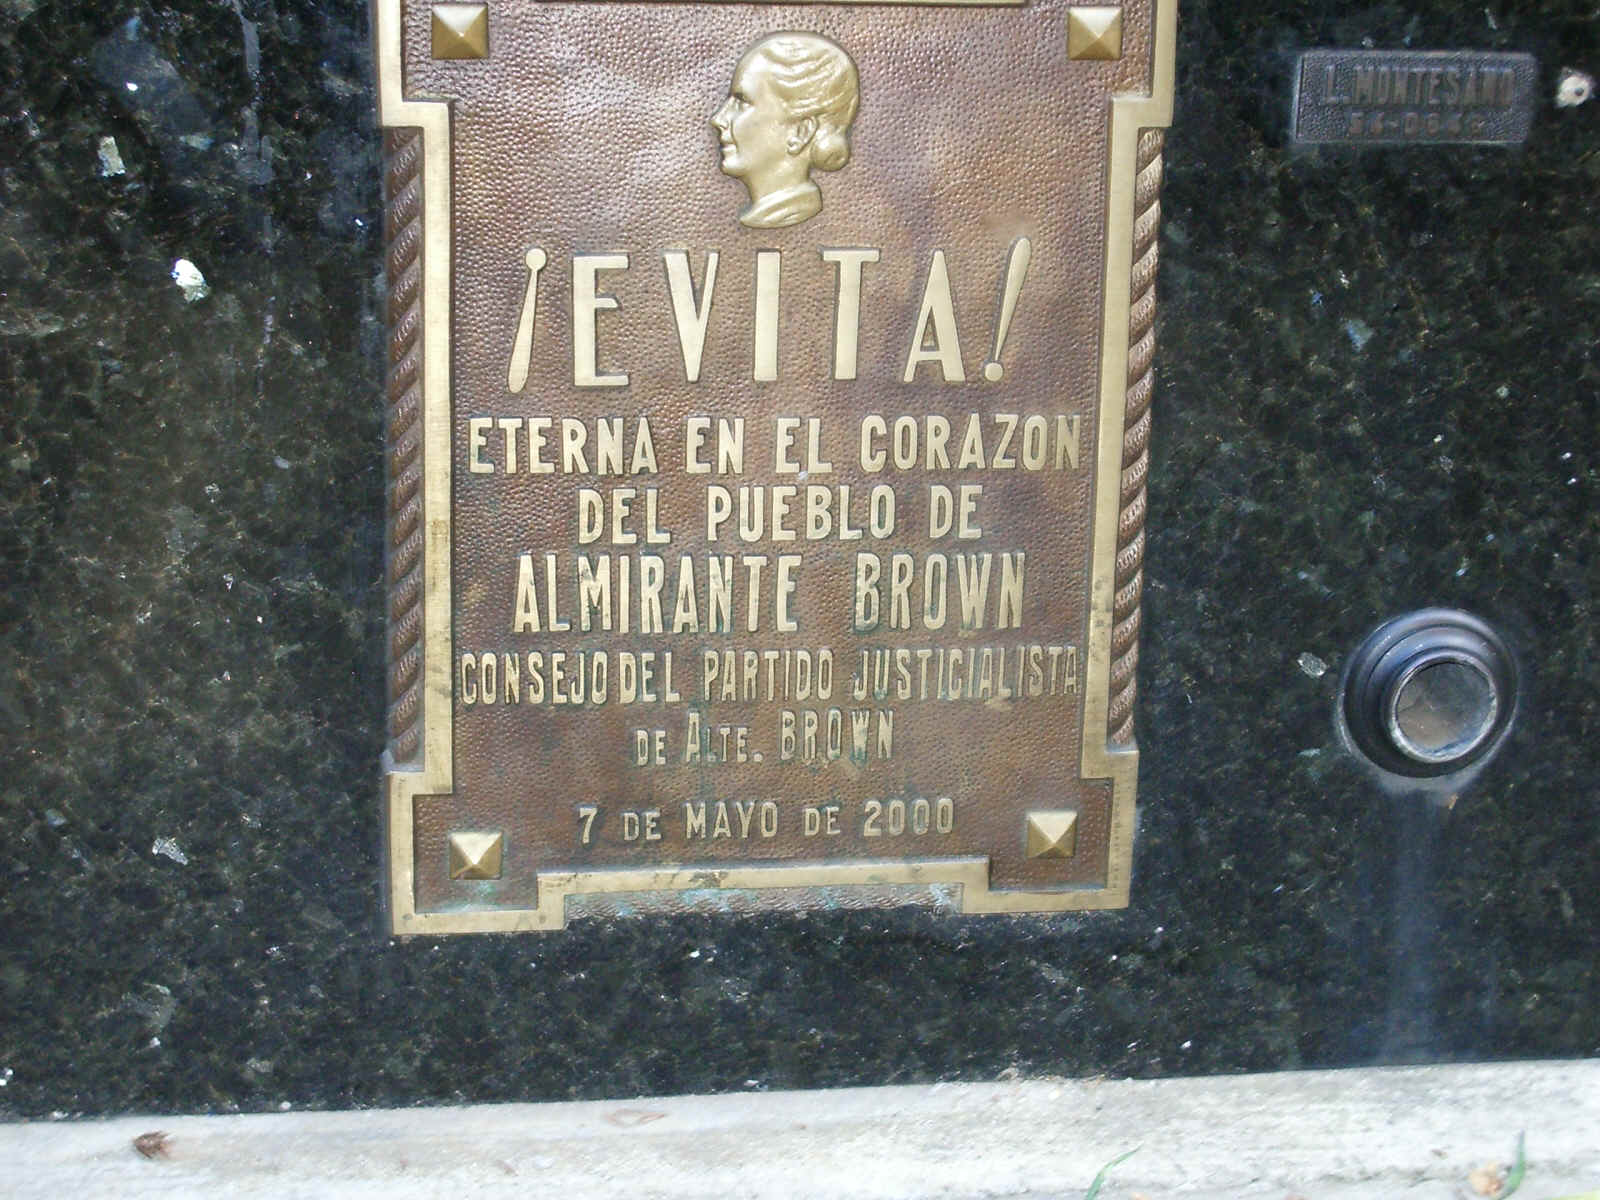 L. MONTESANO
¡EVITA!
ETERNA EN EL CORAZON
DEL PUEBLO DE
ALMIRANTE BROWN
CONSEJO DEL PARTIDO JUSTICIALISTA
DE ALTE. BROWN
7 DE MAYO DE 2000